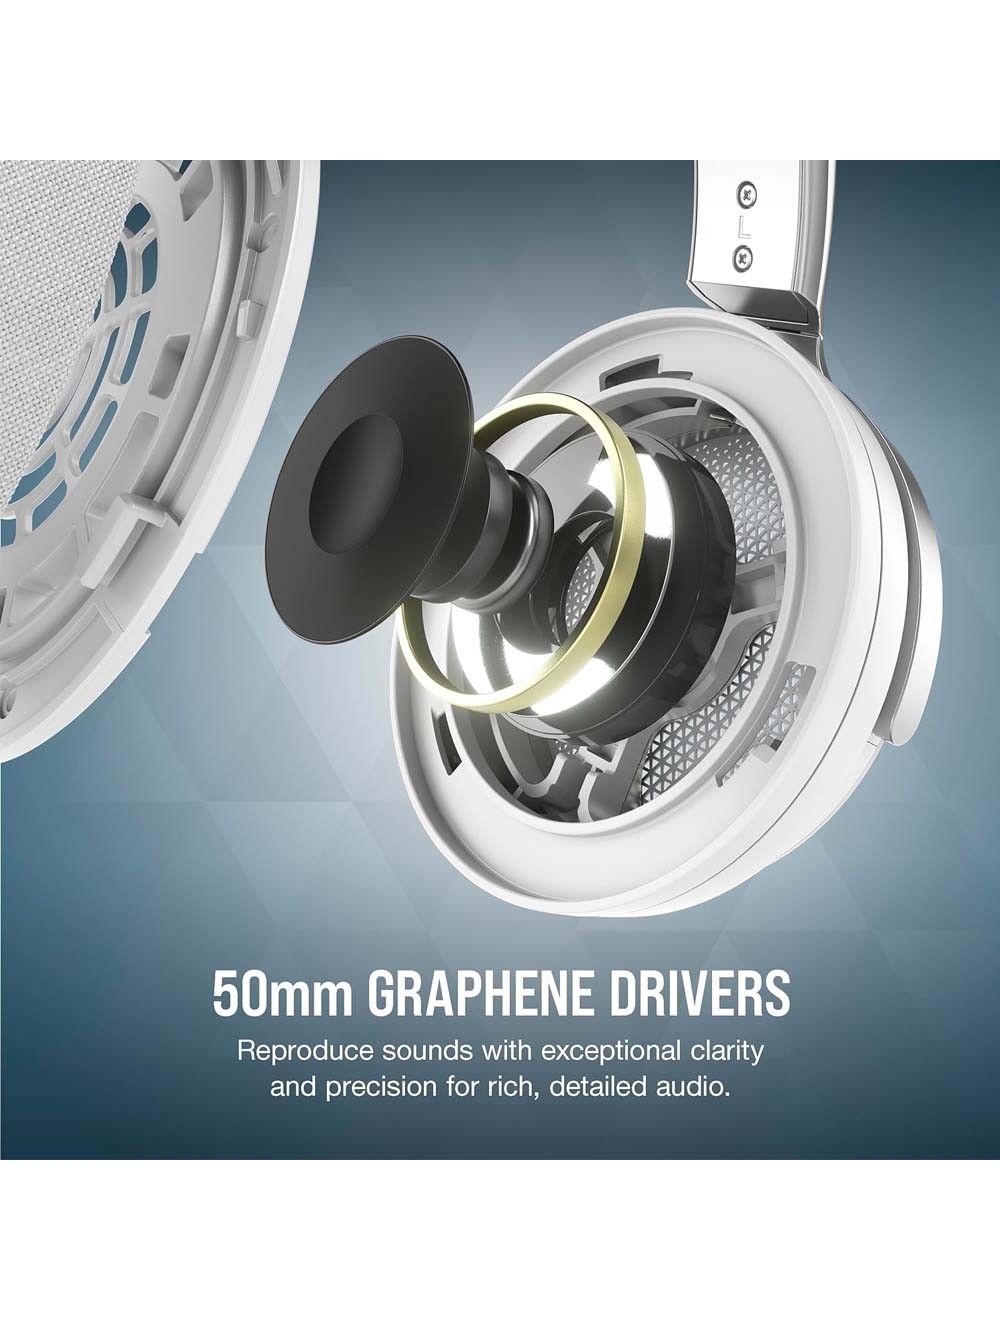 L
50mm GRAPHENE DRIVERS
Reproduce sounds with exceptional clarity
and precision for rich, detailed audio.